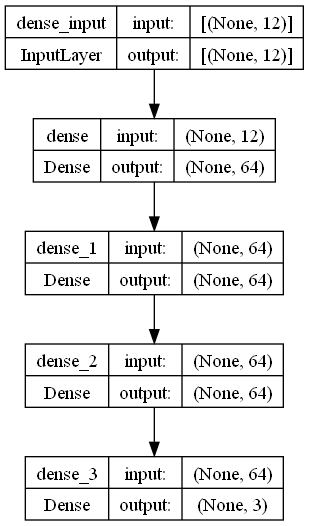 dense_input input: [(None, 12)]
InputLayer output: [(None, 12)]
dense input: (None, 12)
Dense output: (None, 64)
dense_1 input: (None, 64)
Dense output: (None, 64)
dense_2 input: (None, 64)
Dense output: (None, 64)
dense_3 input: (None, 64)
Dense output: (None, 3)